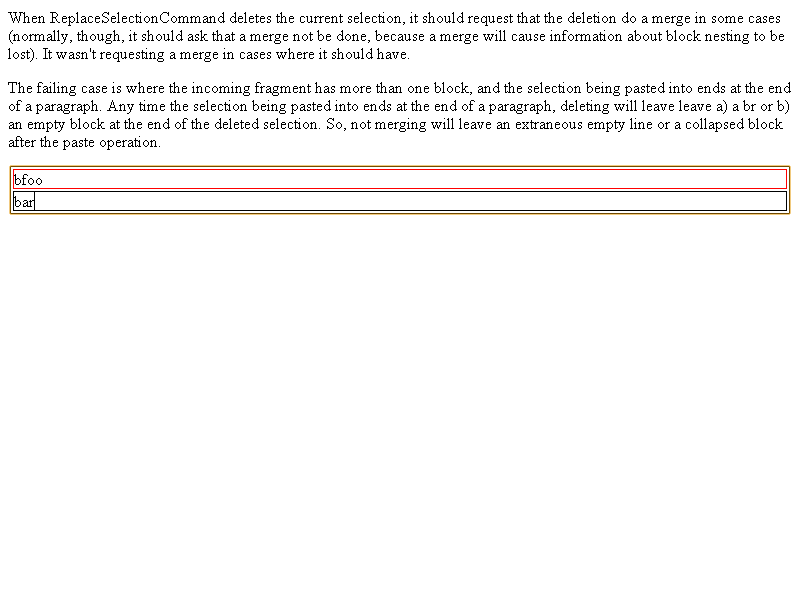 When ReplaceSelectionCommand deletes the current selection, it should request that the deletion do a merge in some cases
(normally, though, it should ask that a merge not be done, because a merge will cause information about block nesting to be
lost). It wasn't requesting a merge in cases where it should have.
The failing case is where the incoming fragment has more than one block, and the selection being pasted into ends at the end
of a paragraph. Any time the selection being pasted into ends at the end of a paragraph, deleting will leave leave a) a br or b)
an empty block at the end of the deleted selection. So, not merging will leave an extraneous empty line or a collapsed block
after the paste operation.
bfoo
bar